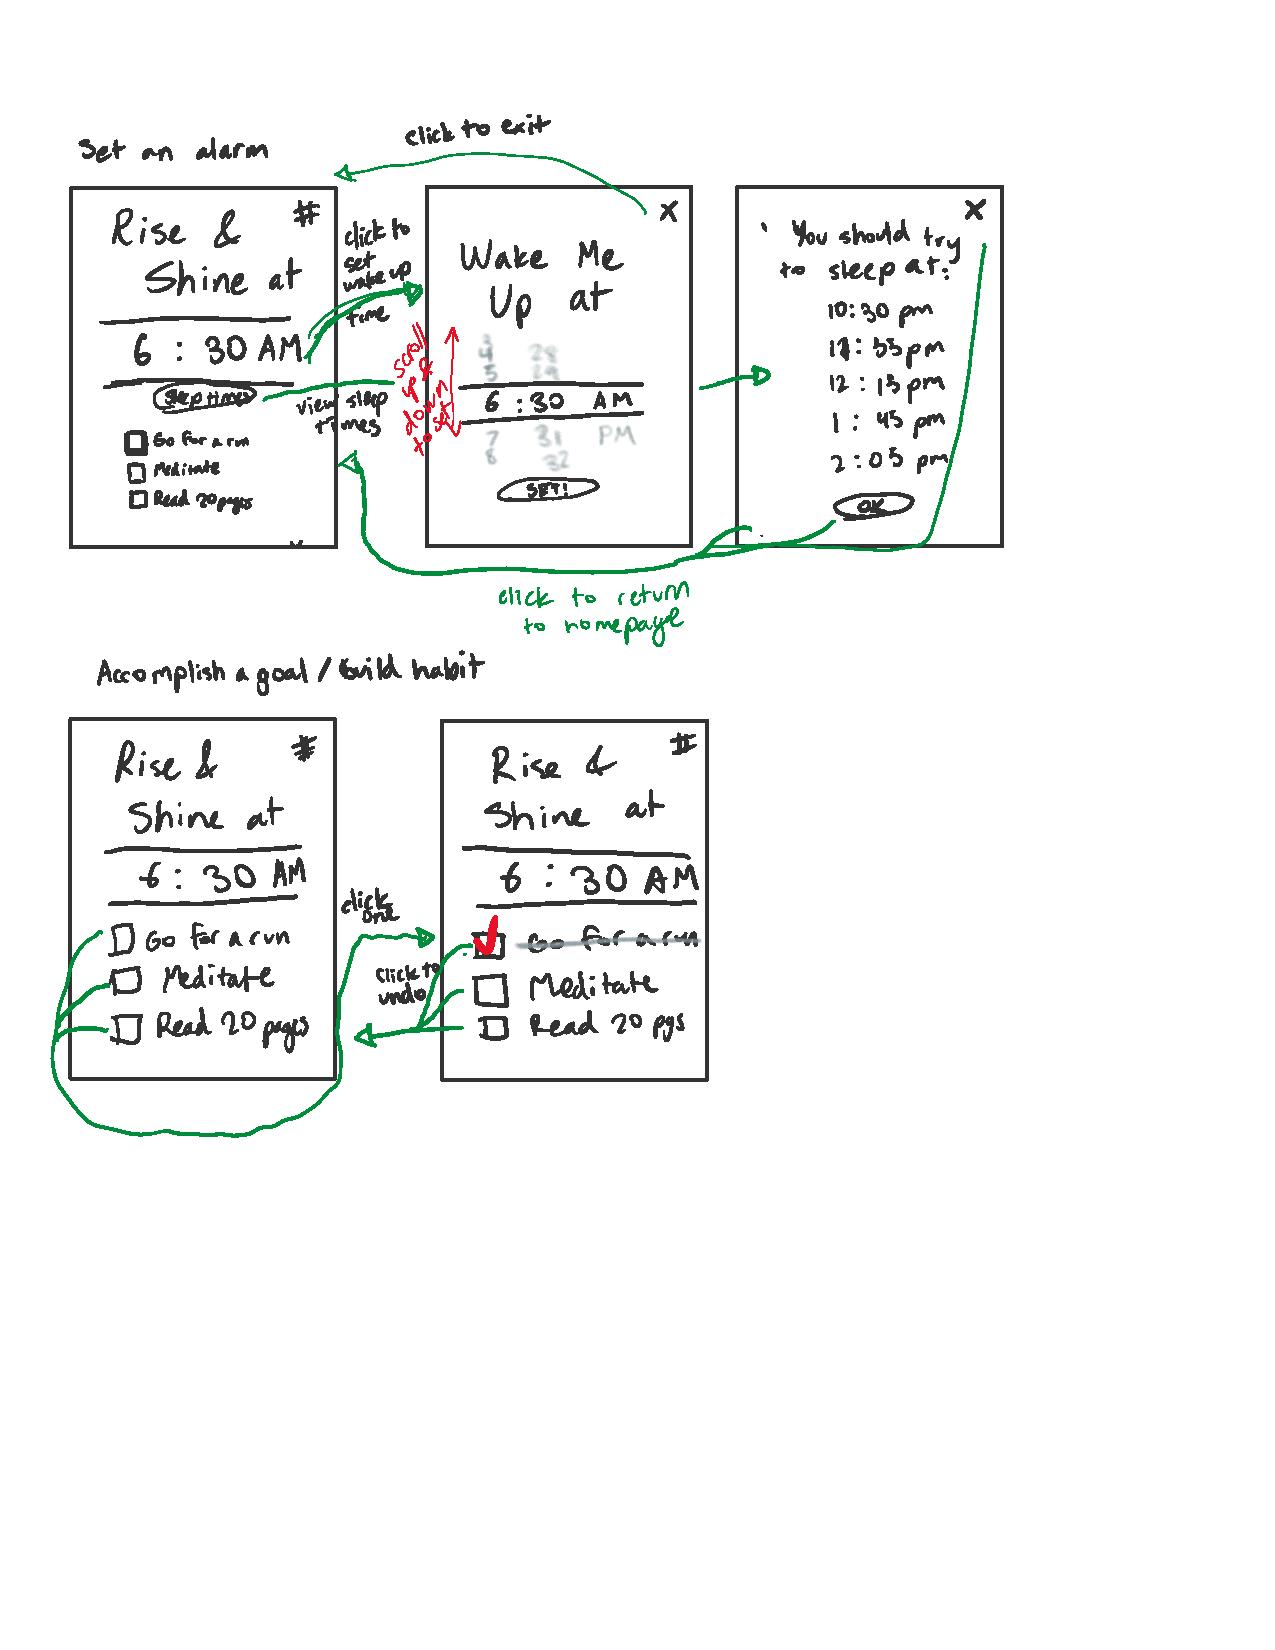 Set an alarm
click to exit
Rise & #
Shine at
6 : 30 AM
sleep times
Go for a run
Meditate
Read 20 pages
click to
set
wake up
time
view sleep
times
scroll
up &
down
to set
X
Wake Me
Up at
3
4 28
5 29
6 : 30 AM
7 31 PM
8 32
SET!
X
You should try
to sleep at:
10:30 pm
: 55 pm
12 : 15 pm
1 : 45 pm
2 : 05 pm
OK
click to return
to homepage
Accomplish a goal / build habit
Rise & #
Shine at
6 : 30 AM
Go for a run
Meditate
Read 20 pages
click
one
click to
undo
Rise & #
Shine at
6 : 30 AM
Go for a run
Meditate
Read 20 pgs